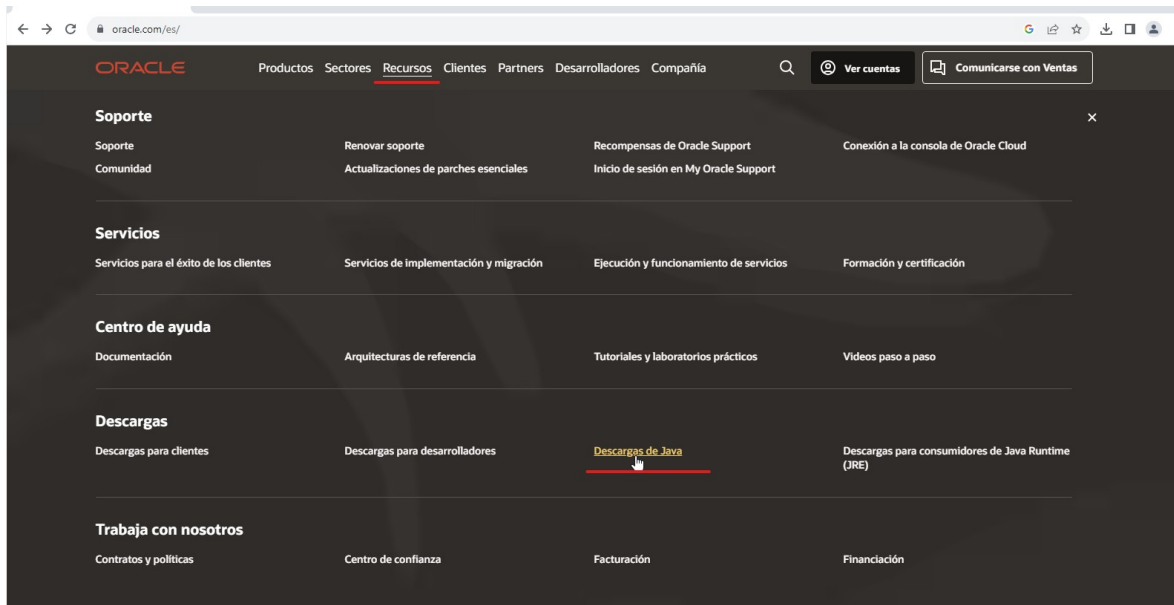 oracle.com/es/
ORACLE
Productos Sectores Recursos Clientes Partners Desarrolladores Compañía
Ver cuentas
Comunicarse con Ventas
Soporte
Soporte
Renovar soporte
Recompensas de Oracle Support
Conexión a la consola de Oracle Cloud
Comunidad
Actualizaciones de parches esenciales
Inicio de sesión en My Oracle Support
Servicios
Servicios para el éxito de los clientes
Servicios de implementación y migración
Ejecución y funcionamiento de servicios
Formación y certificación
Centro de ayuda
Documentación
Arquitecturas de referencia
Tutoriales y laboratorios prácticos
Videos paso a paso
Descargas
Descargas para clientes
Descargas para desarrolladores
Descargas de Java
Descargas para consumidores de Java Runtime
(JRE)
Trabaja con nosotros
Contratos y políticas
Centro de confianza
Facturación
Financiación